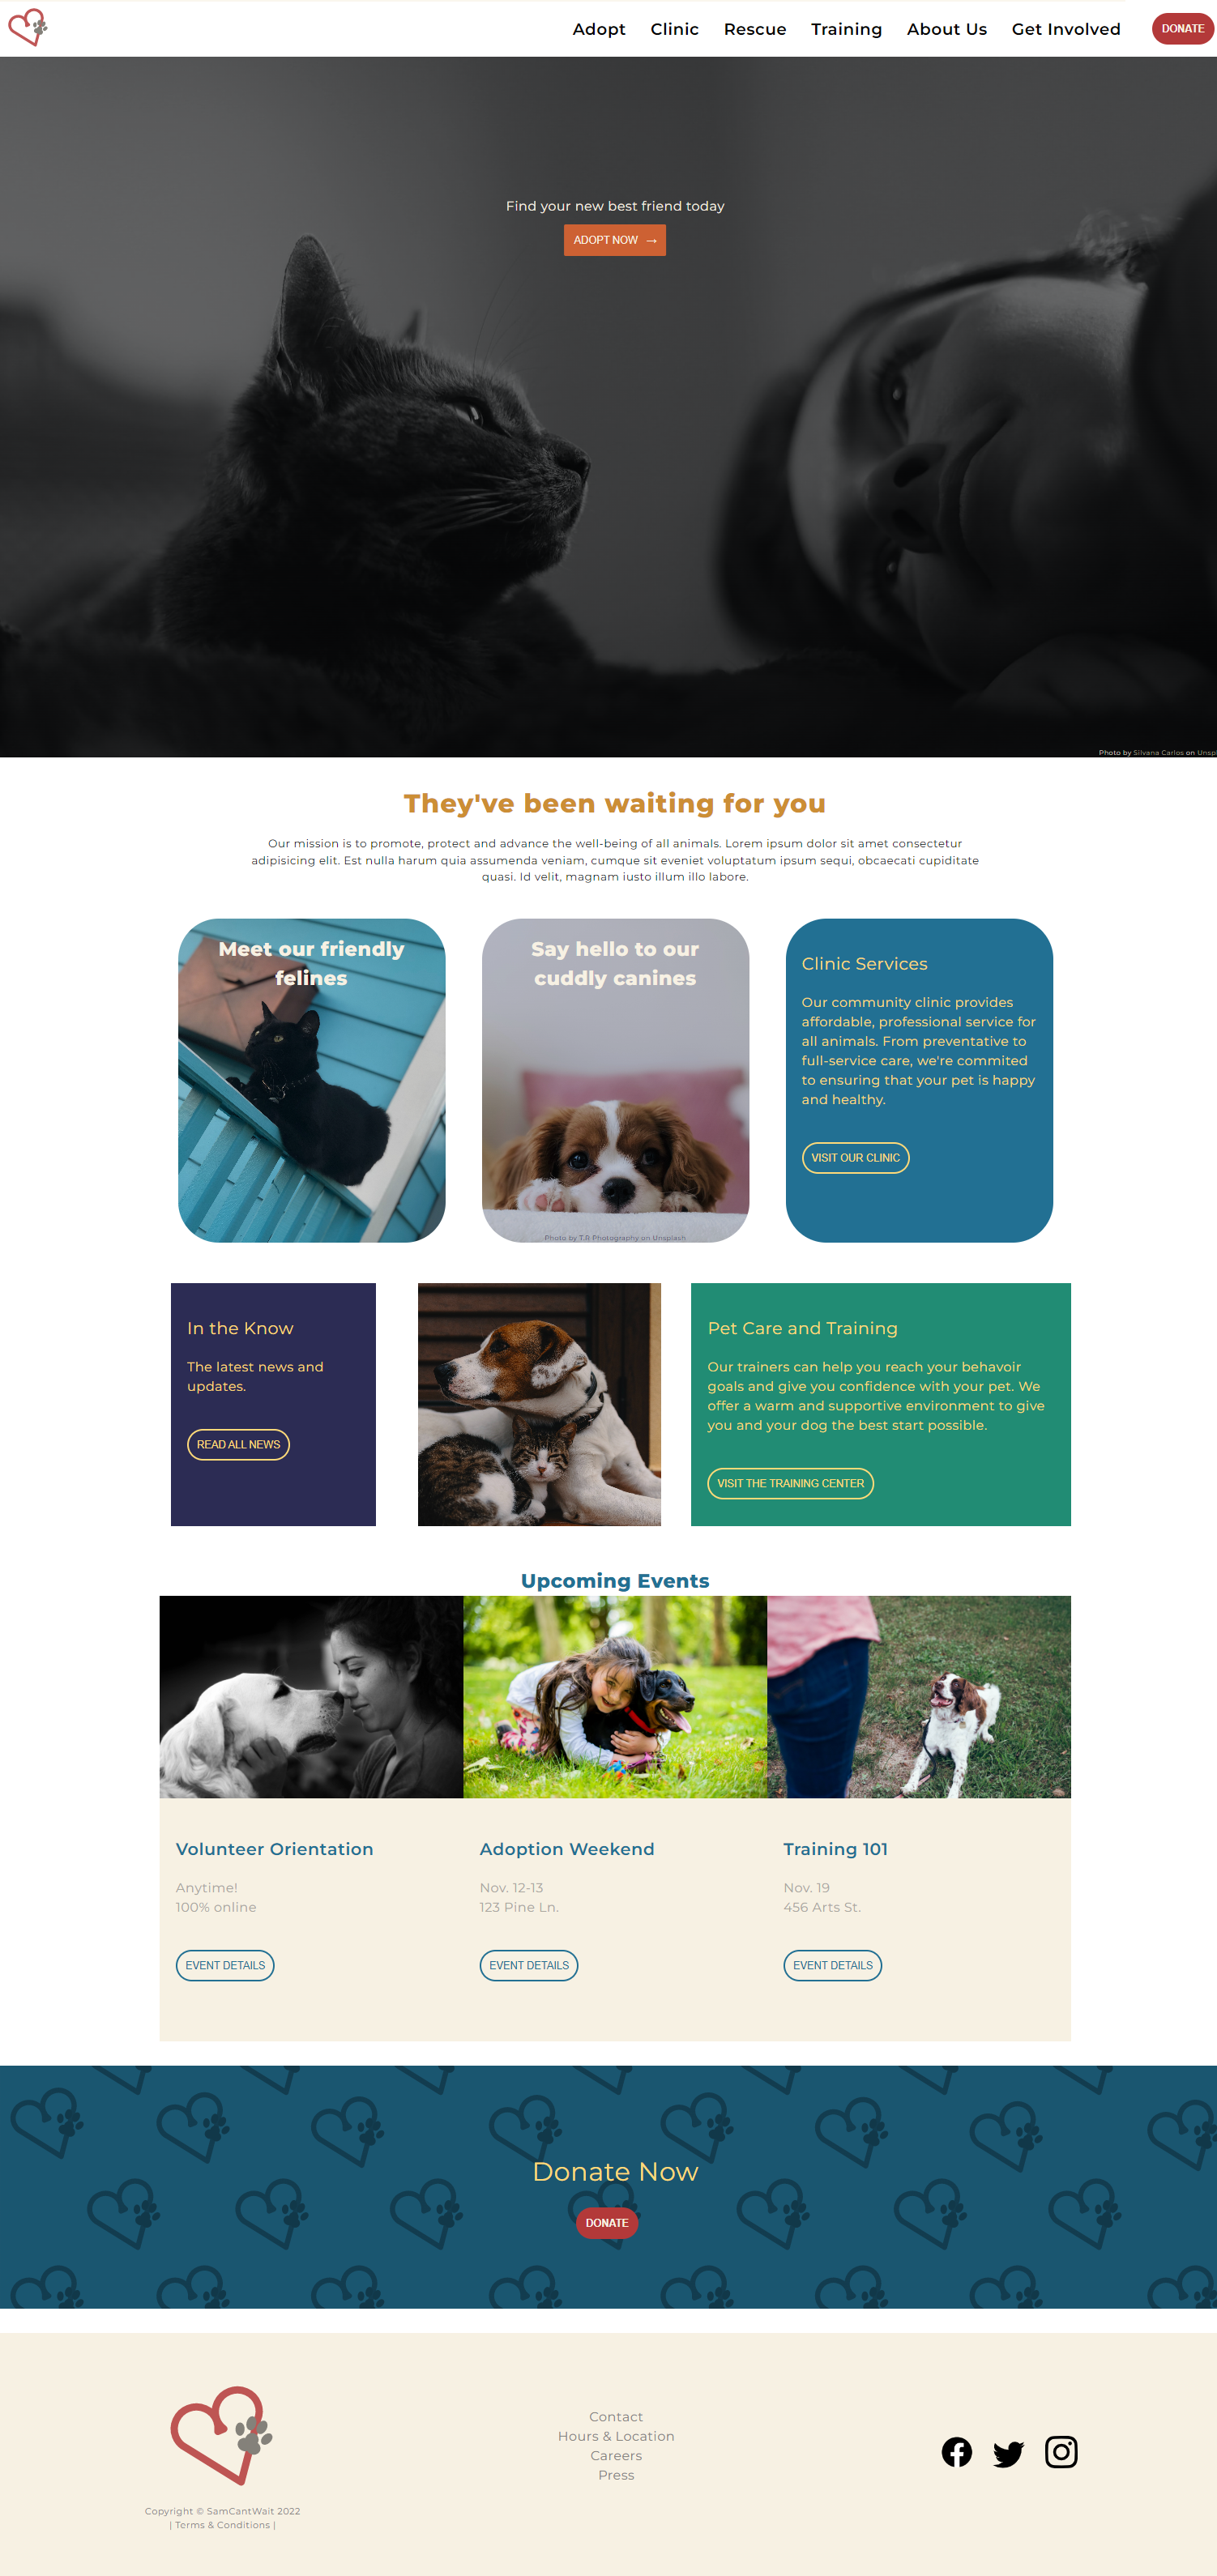 Adopt Clinic Rescue Training About Us Get Involved DONATE
Find your new best friend today
ADOPT NOW →
Photo by Silvana Carlos on Unspl
They've been waiting for you
Our mission is to promote, protect and advance the well-being of all animals. Lorem ipsum dolor sit amet consectetur
adipisicing elit. Est nulla harum quia assumenda veniam, cumque sit eveniet voluptatum ipsum sequi, obcaecati cupiditate
quasi. Id velit, magnam iusto illum illo labore.
Meet our friendly
felines
Say hello to our
cuddly canines
Photo by T.R Photography on Unsplash
Clinic Services
Our community clinic provides
affordable, professional service for
all animals. From preventative to
full-service care, we're commited
to ensuring that your pet is happy
and healthy.
VISIT OUR CLINIC
In the Know
The latest news and
updates.
READ ALL NEWS
Pet Care and Training
Our trainers can help you reach your behavoir
goals and give you confidence with your pet. We
offer a warm and supportive environment to give
you and your dog the best start possible.
VISIT THE TRAINING CENTER
Upcoming Events
Volunteer Orientation
Anytime!
100% online
EVENT DETAILS
Adoption Weekend
Nov. 12-13
123 Pine Ln.
EVENT DETAILS
Training 101
Nov. 19
456 Arts St.
EVENT DETAILS
Donate Now
DONATE
Copyright © SamCantWait 2022
| Terms & Conditions |
Contact
Hours & Location
Careers
Press